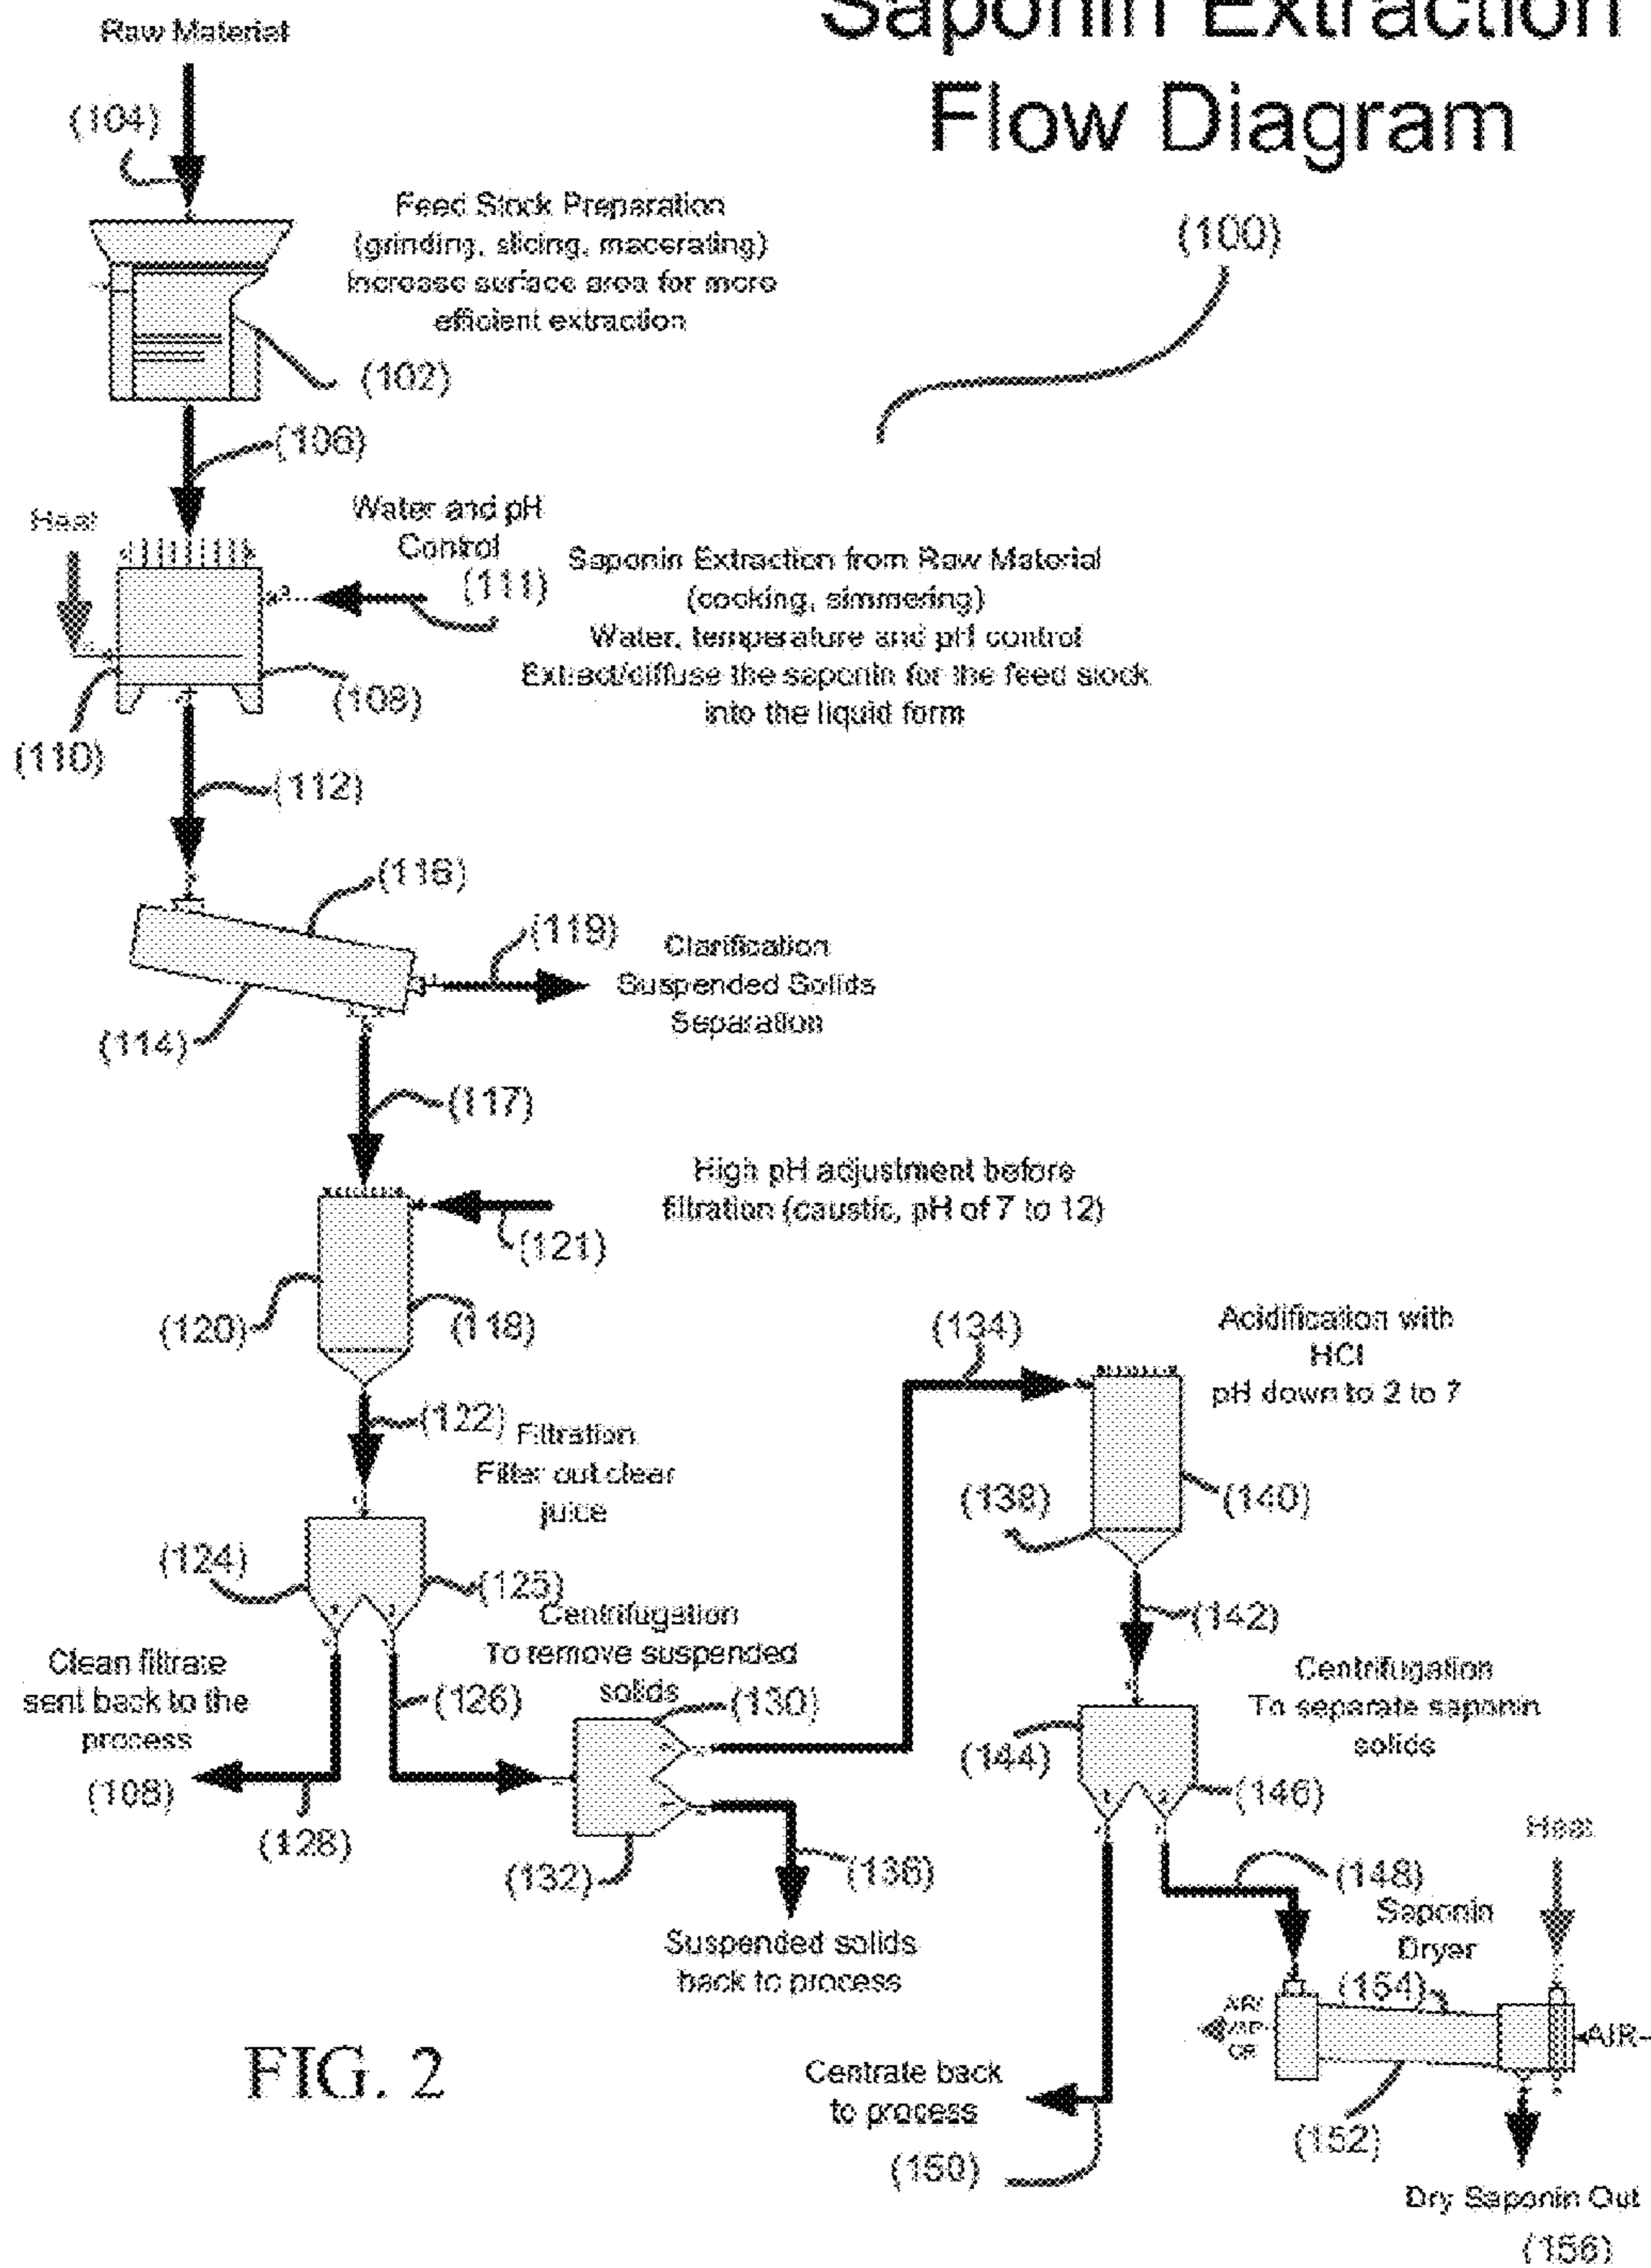 Saponin Extraction
Flow Diagram
(100)
Raw Material
(104)
Feed Stock Preparation
(grinding, slicing, macerating)
Increase surface area for more
efficient extraction
(102)
(106)
Heat
Water and pH
Control
(111)
Saponin Extraction from Raw Material
(cooking, simmering)
Water, temperature and pH control
Extract/diffuse the saponin for the feed stock
into the liquid form
(108)
(110)
(112)
(116)
(119)
Clarification
Suspended Solids
Separation
(114)
(117)
High pH adjustment before
filtration (caustic, pH of 7 to 12)
(121)
(120)
(118)
(134)
Acidification with
HCl
pH down to 2 to 7
(122)
Filtration
Filter out clear
juice
(138)
(140)
(124)
(125)
Centrifugation
To remove suspended
solids
(142)
Clean filtrate
sent back to the
process
(108)
(126)
(130)
Centrifugation
To separate saponin
solids
(144)
(146)
(128)
(132)
(136)
Heat
(148)
Suspended solids
back to process
Saponin
Dryer
(154)
AIR
FIG. 2
Centrate back
to process
(150)
(152)
Dry Saponin Out
(156)